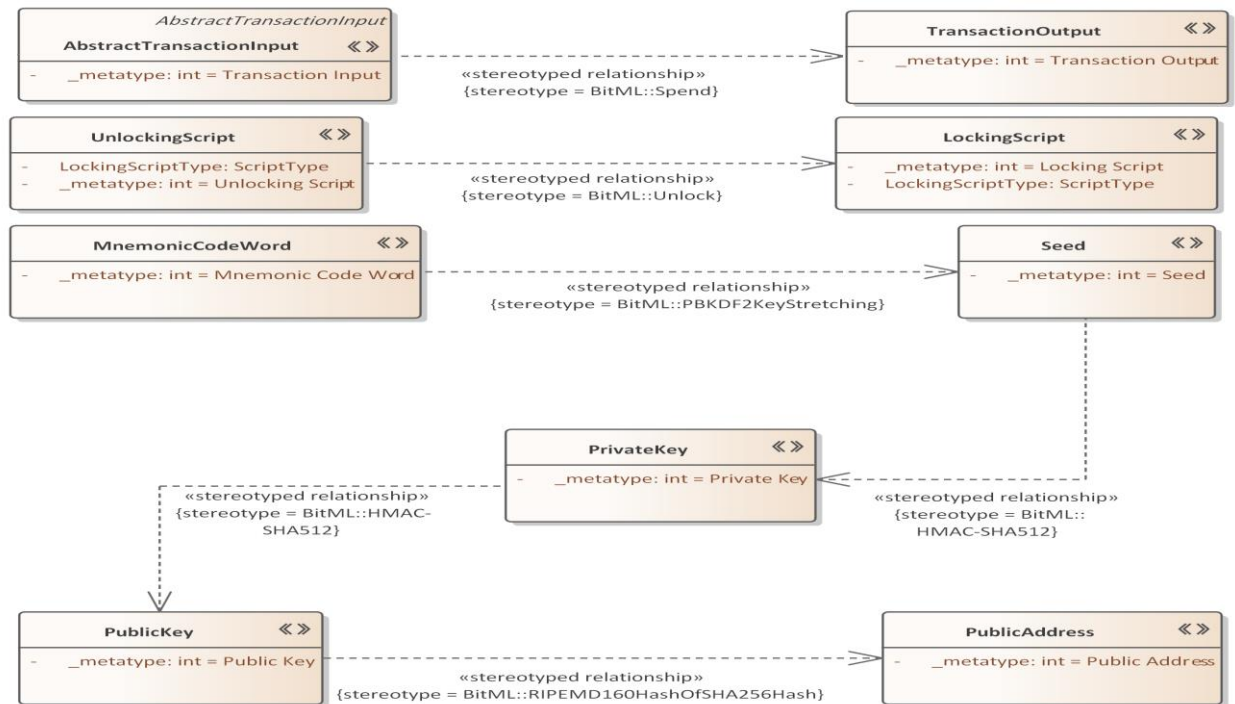 AbstractTransactionInput
AbstractTransactionInput «»
- _metatype: int = Transaction Input
«stereotyped relationship»
{stereotype = BitML::Spend}
TransactionOutput «»
- _metatype: int = Transaction Output
UnlockingScript «»
- LockingScriptType: ScriptType
- _metatype: int = Unlocking Script
«stereotyped relationship»
{stereotype = BitML::Unlock}
LockingScript «»
- _metatype: int = Locking Script
- LockingScriptType: ScriptType
MnemonicCodeWord «»
- _metatype: int = Mnemonic Code Word
«stereotyped relationship»
{stereotype = BitML::PBKDF2KeyStretching}
Seed «»
- _metatype: int = Seed
PrivateKey «»
- _metatype: int = Private Key
«stereotyped relationship»
{stereotype = BitML::
HMAC-SHA512}
«stereotyped relationship»
{stereotype = BitML::HMAC-
SHA512}
PublicKey «»
- _metatype: int = Public Key
«stereotyped relationship»
{stereotype = BitML::RIPEMD160HashOfSHA256Hash}
PublicAddress «»
- _metatype: int = Public Address